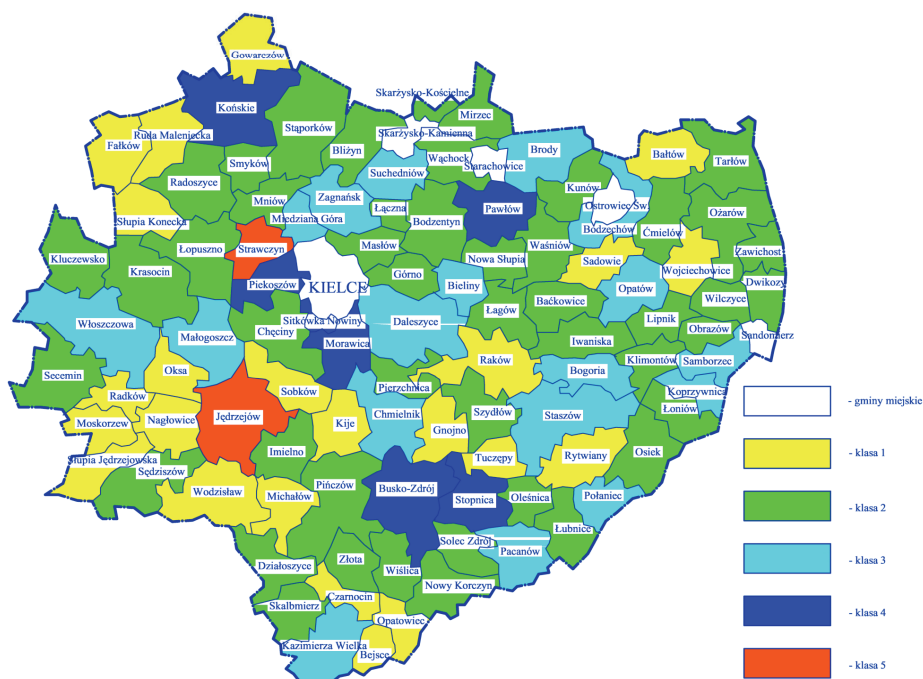 Gowarczów
Skarżysko-Kościelne
Końskie
Mirzec
Stąporków
Skarżysko-Kamienna
Ruda Maleniecka
Fałków
Bliżyn
Brody
Bałtów
Wąchock
Starachowice
Tarłów
Smyków
Suchedniów
Radoszyce
Kunów
Mniów
Zagnańsk
Łączna
Pawłów
Ostrowiec Św.
Ożarów
Słupia Konecka
Miedziana Góra
Bodzentyn
Bodzechów
Ćmielów
Łopuszno
Strawczyn
Masłów
Nowa Słupia
Waśniów
Zawichost
Kluczewsko
Sadowie
Krasocin
Górno
Wojciechowice
Piekoszów
KIELCE
Bieliny
Opatów
Dwikozy
Baćkowice
Wilczyce
Łagów
Sitkówka Nowiny
Lipnik
Włoszczowa
Daleszyce
Obrazów
Sandomierz
Małogoszcz
Chęciny
Morawica
Iwaniska
Secemin
Oksa
Raków
Klimontów
Samborzec
Bogoria
Radków
Sobków
Pierzchnica
Koprzywnica
Łoniów
Jędrzejów
Chmielnik
Szydłów
Staszów
gminy miejskie
Moskorzew
Nagłowice
Kije
Gnojno
Imielno
Osiek
Słupia Jędrzejowska
Tuczępy
Rytwiany
- klasa 1
Sędziszów
Pińczów
Wodzisław
Michałów
Busko-Zdrój
Stopnica
Oleśnica
Połaniec
- klasa 2
Łubnice
Solec Zdrój
Pacanów
Działoszyce
Złota
Wiślica
- klasa 3
Nowy Korczyn
Czarnocin
Skalbmierz
Opatowiec
- klasa 4
Kazimierza Wielka
Bejsce
- klasa 5